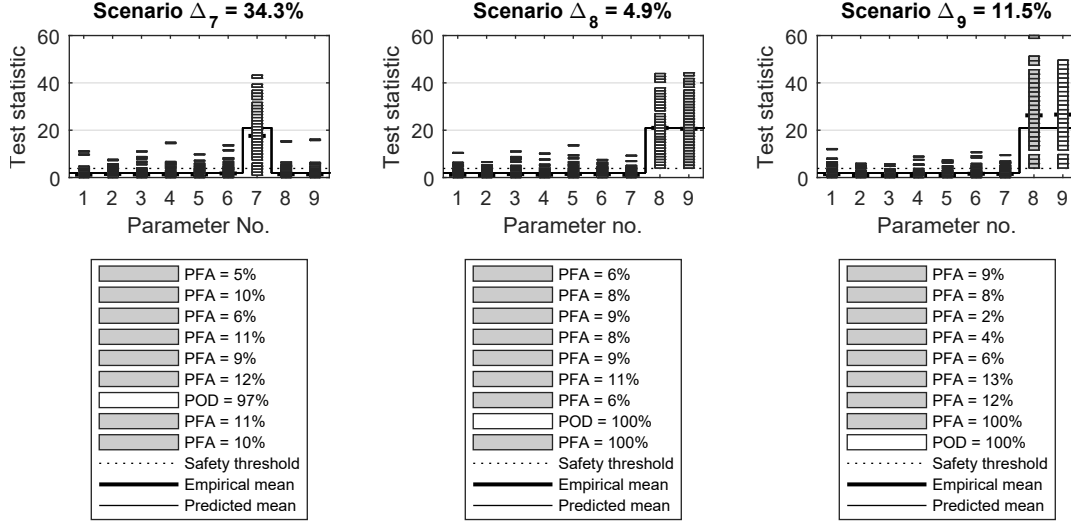 Scenario Δ7 = 34.3%
Test statistic
60
40
20
0
1 2 3 4 5 6 7 8 9
Parameter No.
PFA = 5%
PFA = 10%
PFA = 6%
PFA = 11%
PFA = 9%
PFA = 12%
POD = 97%
PFA = 11%
PFA = 10%
Safety threshold
Empirical mean
Predicted mean
Scenario Δ8 = 4.9%
Test statistic
60
40
20
0
1 2 3 4 5 6 7 8 9
Parameter no.
PFA = 6%
PFA = 8%
PFA = 9%
PFA = 8%
PFA = 9%
PFA = 11%
PFA = 6%
POD = 100%
PFA = 100%
Safety threshold
Empirical mean
Predicted mean
Scenario Δ9 = 11.5%
Test statistic
60
40
20
0
1 2 3 4 5 6 7 8 9
Parameter no.
PFA = 9%
PFA = 8%
PFA = 2%
PFA = 4%
PFA = 6%
PFA = 13%
PFA = 12%
PFA = 100%
POD = 100%
Safety threshold
Empirical mean
Predicted mean